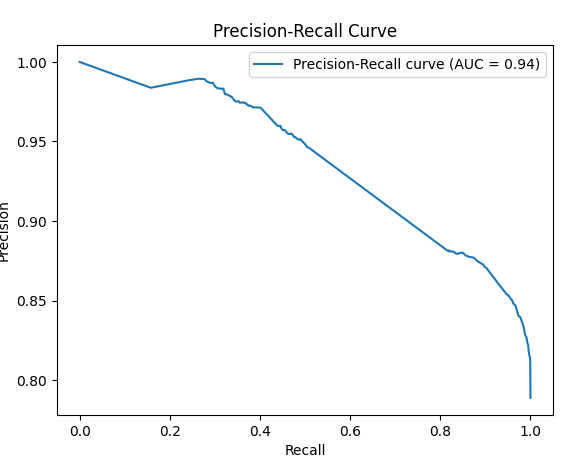 Precision-Recall Curve
Precision-Recall curve (AUC = 0.94)
1.00
0.95
0.90
0.85
0.80
Precision
0.0 0.2 0.4 0.6 0.8 1.0
Recall